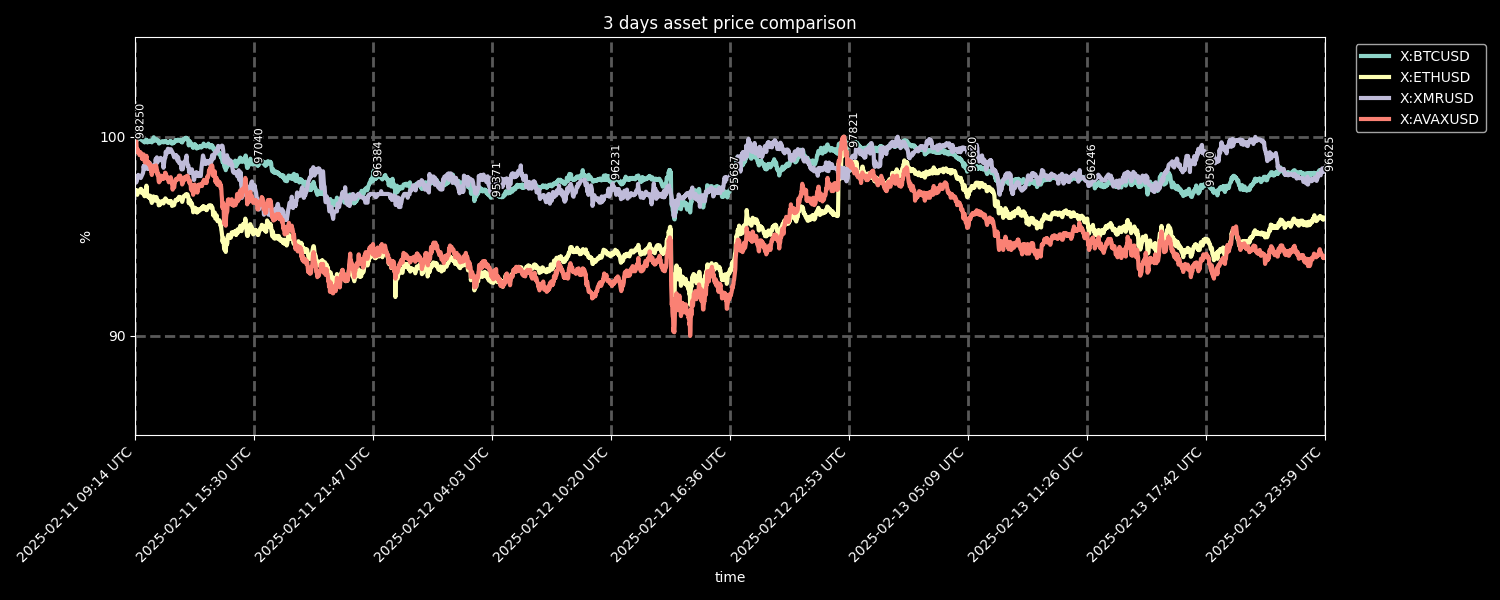 3 days asset price comparison
X:BTCUSD
X:ETHUSD
X:XMRUSD
X:AVAXUSD
%
100
90
98250
97040
96384
95371
96231
95687
97821
96620
96246
95900
96625
2025-02-11 09:14 UTC
2025-02-11 15:30 UTC
2025-02-11 21:47 UTC
2025-02-12 04:03 UTC
2025-02-12 10:20 UTC
2025-02-12 16:36 UTC
2025-02-12 22:53 UTC
2025-02-13 05:09 UTC
2025-02-13 11:26 UTC
2025-02-13 17:42 UTC
2025-02-13 23:59 UTC
time